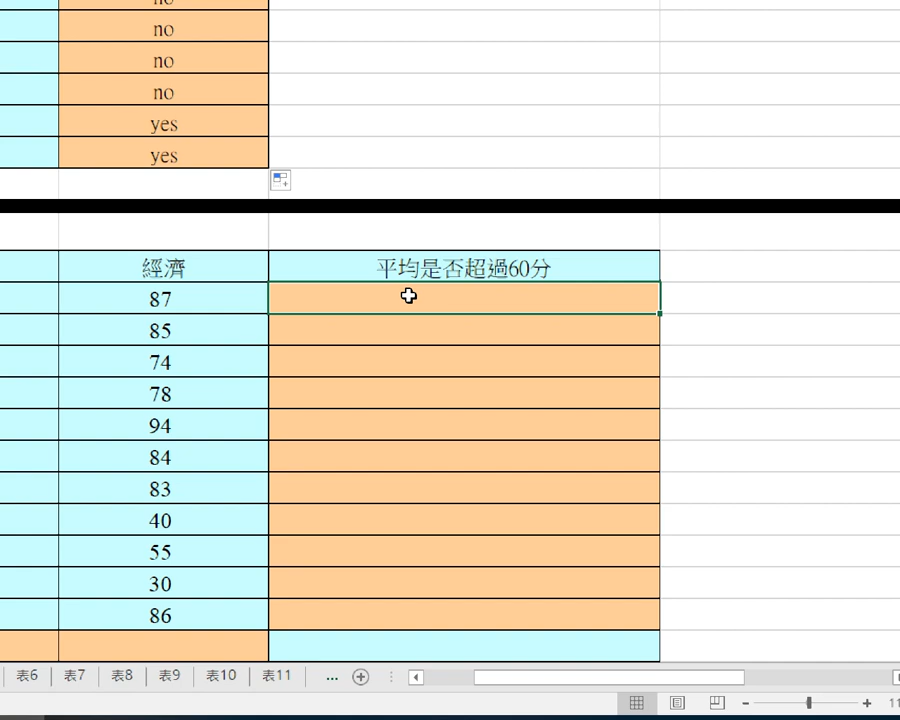 no
no
no
no
yes
yes
經濟 平均是否超過60分
87
85
74
78
94
84
83
40
55
30
86
表6 表7 表8 表9 表10 表11 ...